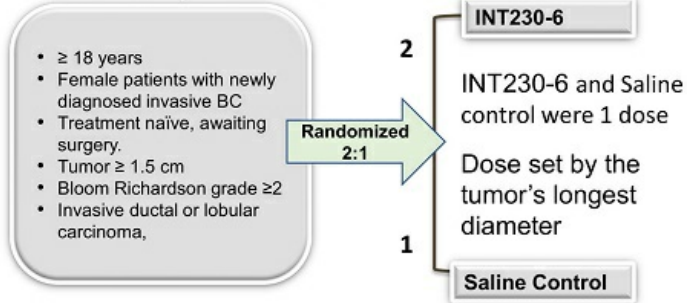 • ≥ 18 years
• Female patients with newly
diagnosed invasive BC
• Treatment naïve, awaiting
surgery.
• Tumor ≥ 1.5 cm
• Bloom Richardson grade ≥2
• Invasive ductal or lobular
carcinoma,
Randomized
2:1
2
1
INT230-6
INT230-6 and Saline
control were 1 dose
Dose set by the
tumor's longest
diameter
Saline Control